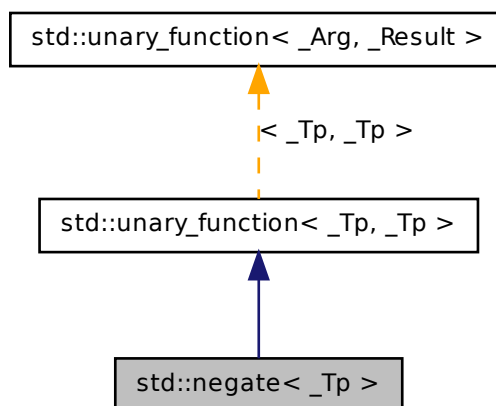 std::unary_function< _Arg, _Result >
< _Tp, _Tp >
std::unary_function< _Tp, _Tp >
std::negate< _Tp >